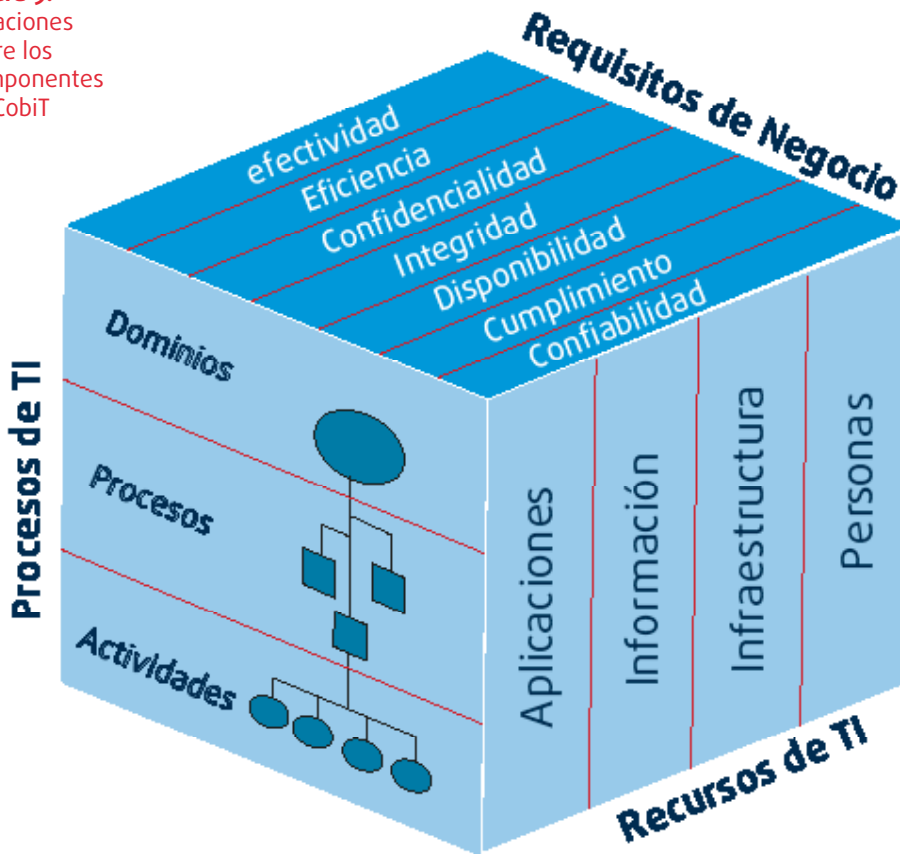 aciones
re los
ponentes
CobiT
Requisitos de Negocio
efectividad
Eficiencia
Confidencialidad
Integridad
Disponibilidad
Cumplimiento
Confiabilidad
Procesos de TI
Dominios
Procesos
Actividades
Aplicaciones
Información
Infraestructura
Personas
Recursos de TI